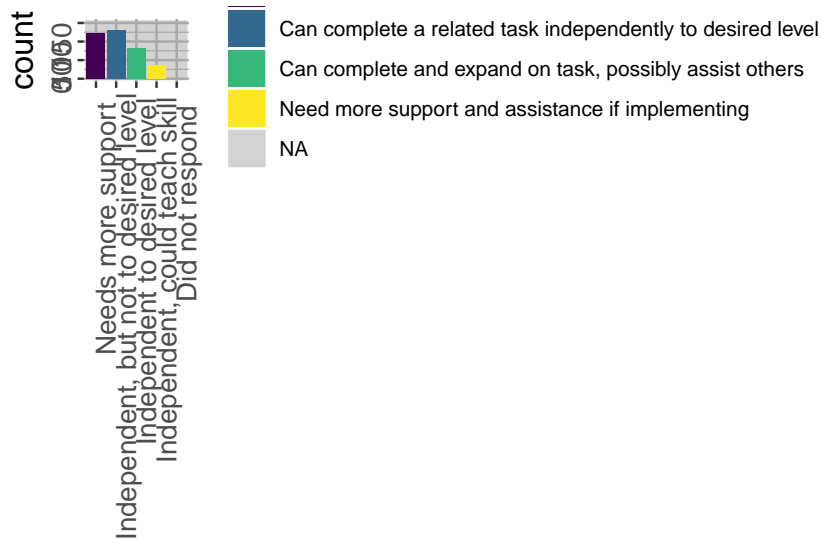 count
Needs more support
Independent, but not to desired level
Independent to desired level
Independent, could teach skill
Did not respond
Can complete a related task independently to desired level
Can complete and expand on task, possibly assist others
Need more support and assistance if implementing
NA